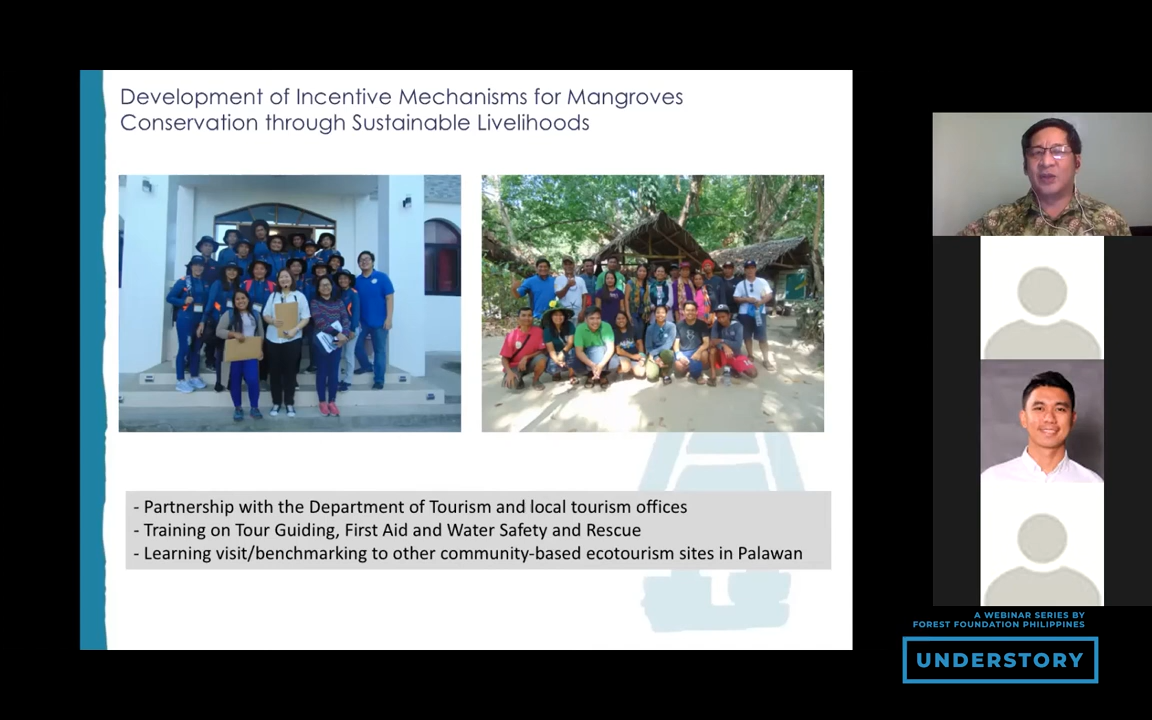 Development of Incentive Mechanisms for Mangroves
Conservation through Sustainable Livelihoods
- Partnership with the Department of Tourism and local tourism offices
- Training on Tour Guiding, First Aid and Water Safety and Rescue
- Learning visit/benchmarking to other community-based ecotourism sites in Palawan
A WEBINAR SERIES BY
FOREST FOUNDATION PHILIPPINES
UNDERSTORY